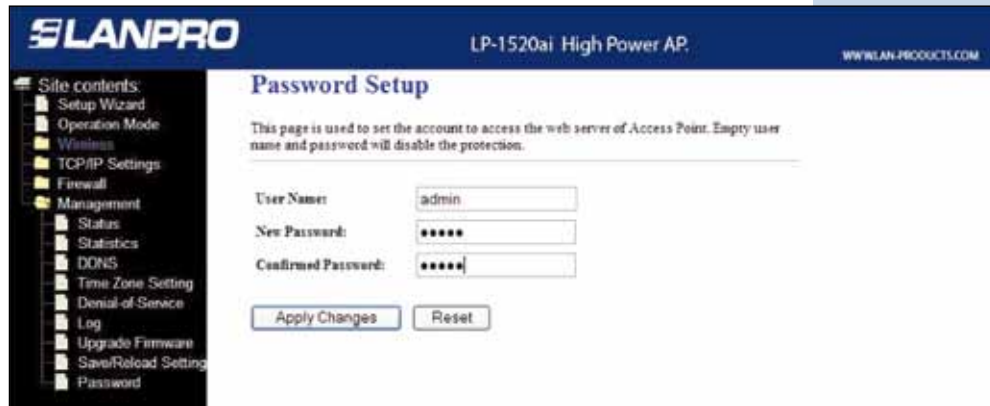 LANPRO
LP-1520ai High Power AP.
WWW.LAN-PRODUCTS.COM
Site contents:
Setup Wizard
Operation Mode
Wireless
TCP/IP Settings
Firewall
Management
Status
Statistics
DDNS
Time Zone Setting
Denial-of-Service
Log
Upgrade Firmware
Save/Reload Setting
Password
Password Setup
This page is used to set the account to access the web server of Access Point. Empty user
name and password will disable the protection.
User Name: admin
New Password: •••••
Confirmed Password: •••••
Apply Changes Reset